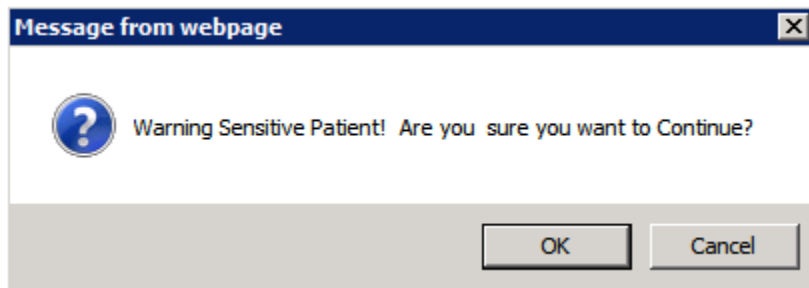 Message from webpage
Warning Sensitive Patient!  Are you  sure you want to Continue?
OK
Cancel